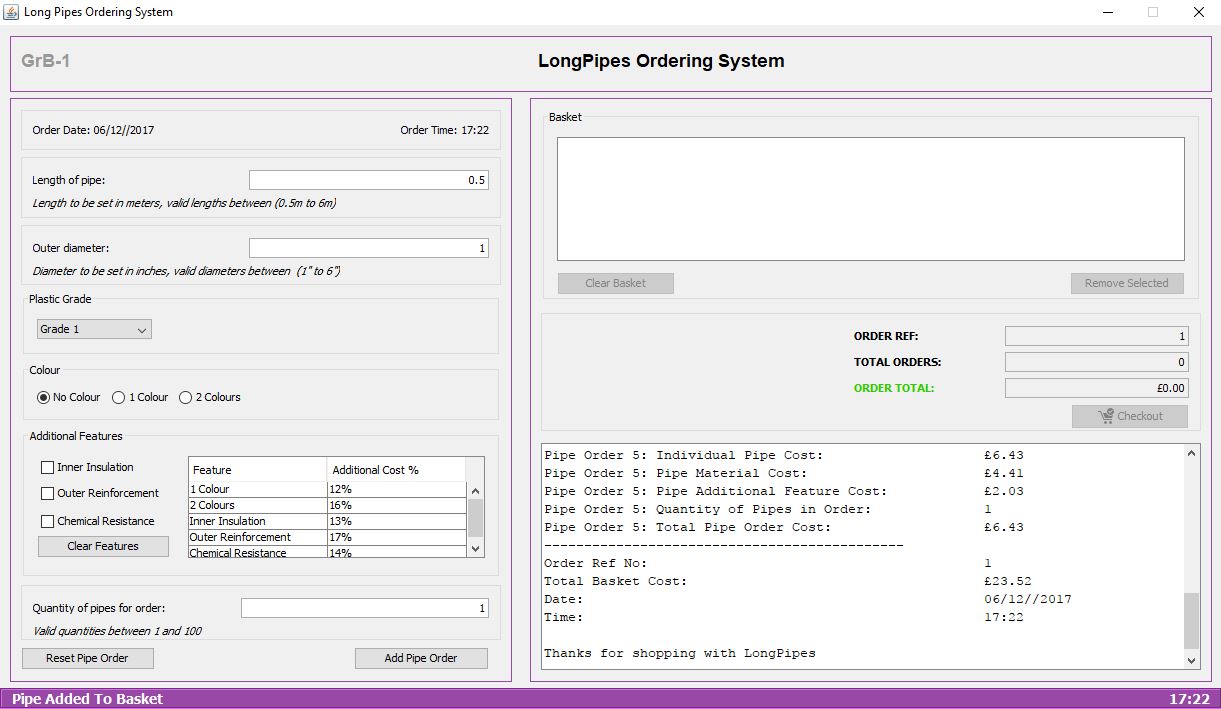 Long Pipes Ordering System
GrB-1
LongPipes Ordering System
Order Date: 06/12//2017 Order Time: 17:22
Length of pipe: 0.5
Length to be set in meters, valid lengths between (0.5m to 6m)
Outer diameter: 1
Diameter to be set in inches, valid diameters between (1" to 6")
Plastic Grade
Grade 1
Colour
No Colour 1 Colour 2 Colours
Additional Features
Inner Insulation
Outer Reinforcement
Chemical Resistance
Clear Features
Feature Additional Cost %
1 Colour 12%
2 Colours 16%
Inner Insulation 13%
Outer Reinforcement 17%
Chemical Resistance 14%
Quantity of pipes for order: 1
Valid quantities between 1 and 100
Reset Pipe Order Add Pipe Order
Basket
Clear Basket Remove Selected
ORDER REF: 1
TOTAL ORDERS: 0
ORDER TOTAL: £0.00
Checkout
Pipe Order 5: Individual Pipe Cost: £6.43
Pipe Order 5: Pipe Material Cost: £4.41
Pipe Order 5: Pipe Additional Feature Cost: £2.03
Pipe Order 5: Quantity of Pipes in Order: 1
Pipe Order 5: Total Pipe Order Cost: £6.43
---------------------------------------------
Order Ref No: 1
Total Basket Cost: £23.52
Date: 06/12//2017
Time: 17:22
Thanks for shopping with LongPipes
Pipe Added To Basket 17:22